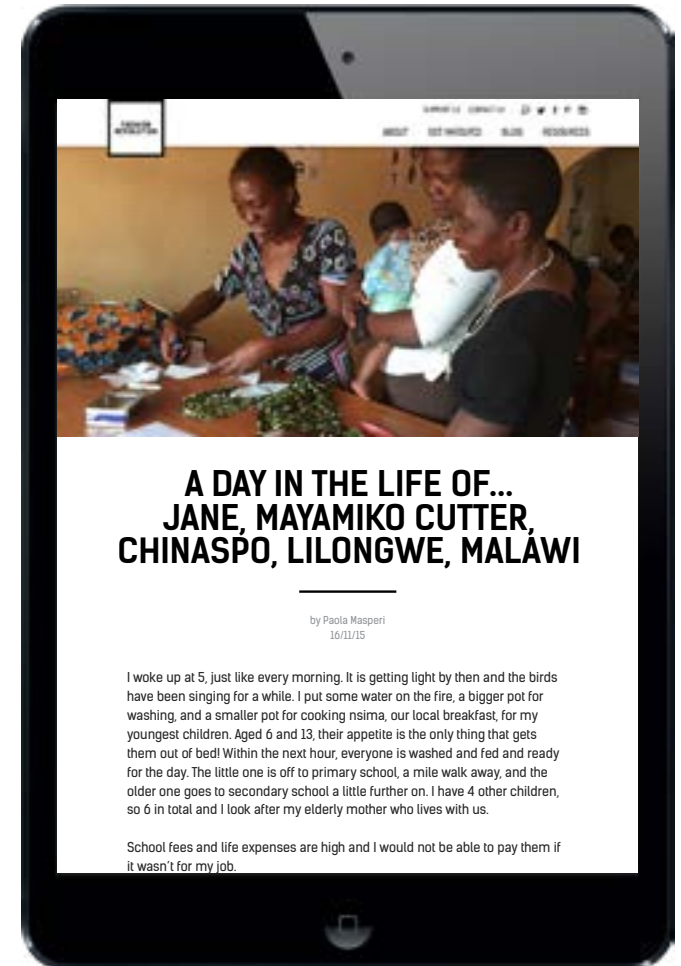 FASHION
REVOLUTION
SUPPORT US CONTACT US
ABOUT GET INVOLVED BLOG RESOURCES
A DAY IN THE LIFE OF...
JANE, MAYAMIKO CUTTER,
CHINASPO, LILONGWE, MALAWI
by Paola Masperi
16/11/15
I woke up at 5, just like every morning. It is getting light by then and the birds
have been singing for a while. I put some water on the fire, a bigger pot for
washing, and a smaller pot for cooking nsima, our local breakfast, for my
youngest children. Aged 6 and 13, their appetite is the only thing that gets
them out of bed! Within the next hour, everyone is washed and fed and ready
for the day. The little one is off to primary school, a mile walk away, and the
older one goes to secondary school a little further on. I have 4 other children,
so 6 in total and I look after my elderly mother who lives with us.
School fees and life expenses are high and I would not be able to pay them if
it wasn't for my job.